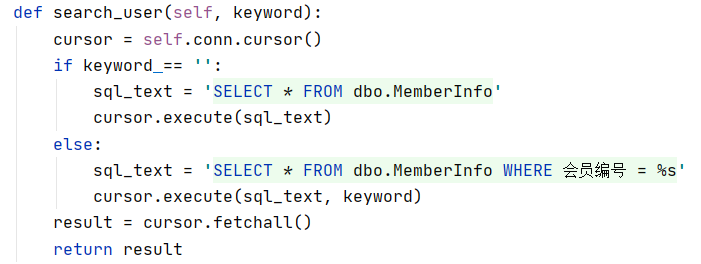 def search_user(self, keyword):
    cursor = self.conn.cursor()
    if keyword == '':
        sql_text = 'SELECT * FROM dbo.MemberInfo'
        cursor.execute(sql_text)
    else:
        sql_text = 'SELECT * FROM dbo.MemberInfo WHERE 会员编号 = %s'
        cursor.execute(sql_text, keyword)
    result = cursor.fetchall()
    return result